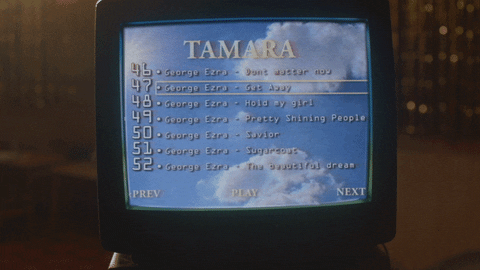 TAMARA
46 • George Ezra - Dont matter now
47 • George Ezra - Get Away
48 • George Ezra - Hold my girl
49 • George Ezra - Pretty Shining People
50 • George Ezra - Savior
51 • George Ezra - Sugarcoat
52 • George Ezra - The beautiful dream
PREV PLAY NEXT